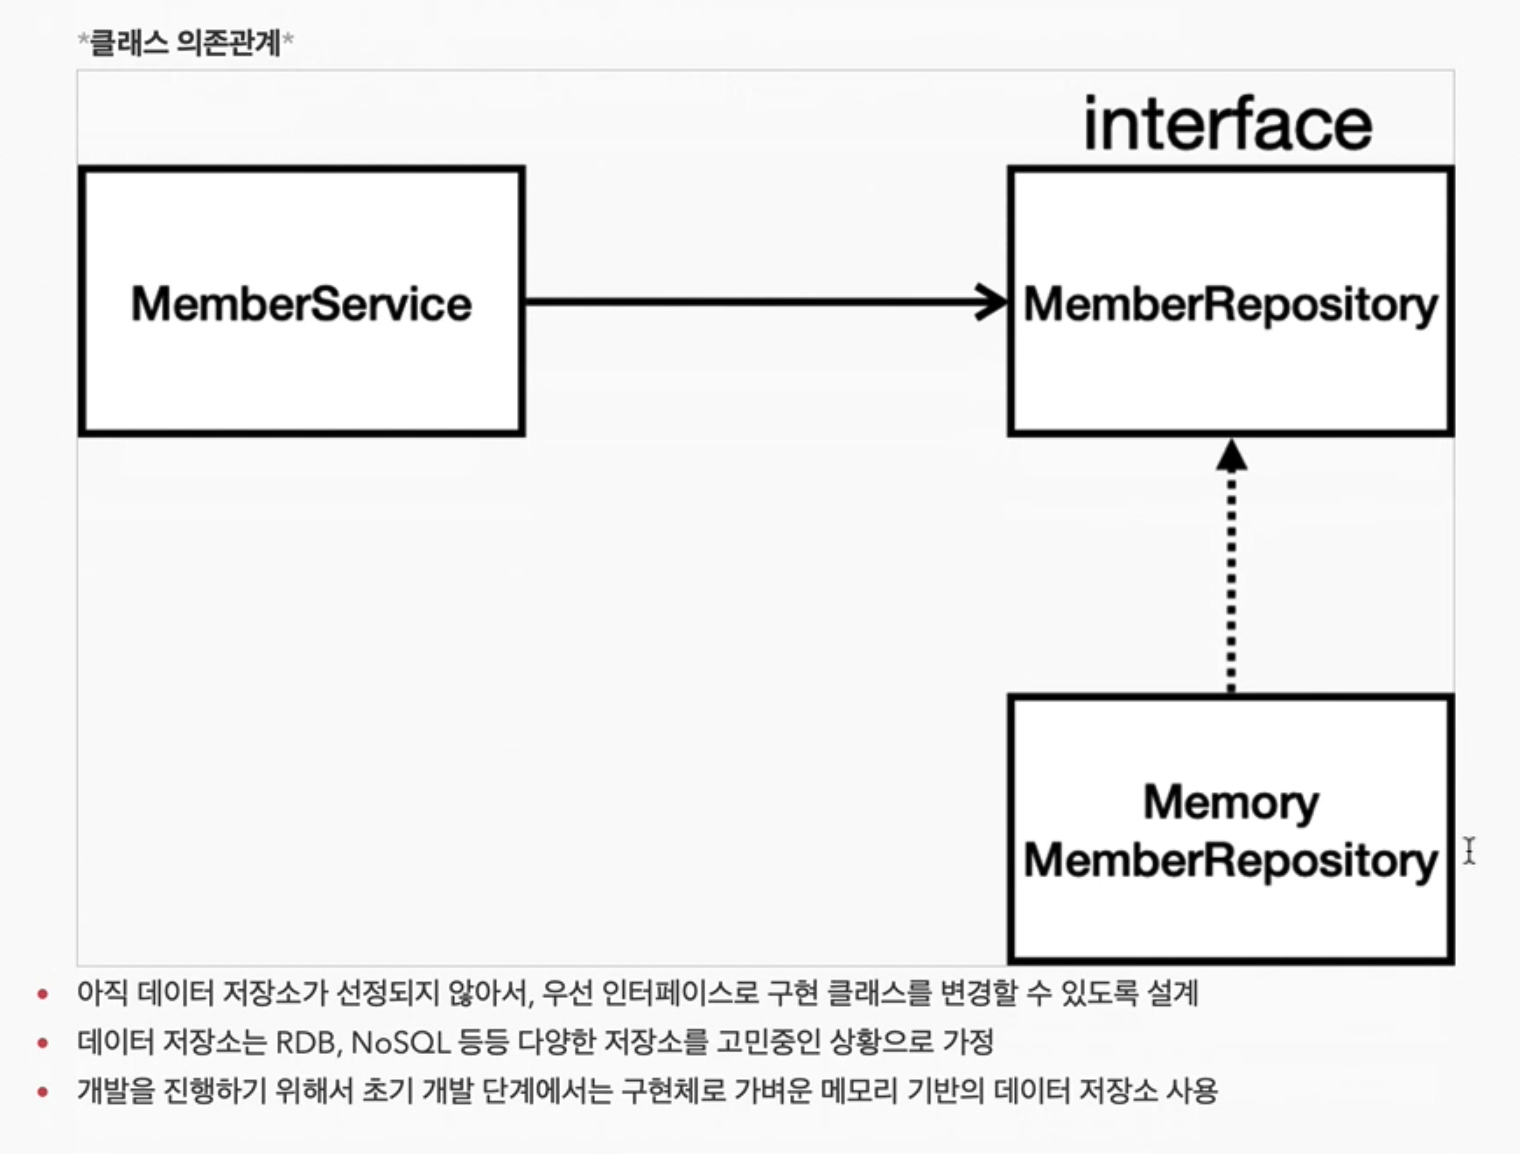 *클래스 의존관계*
interface
MemberService
MemberRepository
Memory
MemberRepository
• 아직 데이터 저장소가 선정되지 않아서, 우선 인터페이스로 구현 클래스를 변경할 수 있도록 설계
• 데이터 저장소는 RDB, NoSQL 등등 다양한 저장소를 고민중인 상황으로 가정
• 개발을 진행하기 위해서 초기 개발 단계에서는 구현체로 가벼운 메모리 기반의 데이터 저장소 사용